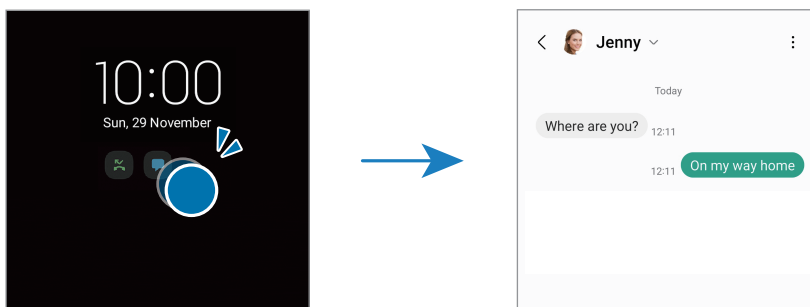 10:00
Sun, 29 November
Jenny
Today
Where are you? 12:11
12:11 On my way home